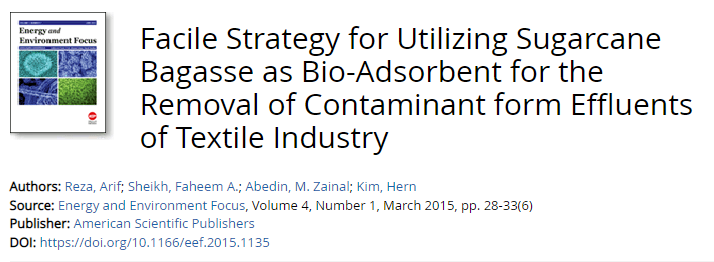 Energy and
Environment Focus
Facile Strategy for Utilizing Sugarcane
Bagasse as Bio-Adsorbent for the
Removal of Contaminant form Effluents
of Textile Industry
Authors: Reza, Arif; Sheikh, Faheem A.; Abedin, M. Zainal; Kim, Hern
Source: Energy and Environment Focus, Volume 4, Number 1, March 2015, pp. 28-33(6)
Publisher: American Scientific Publishers
DOI: https://doi.org/10.1166/eef.2015.1135